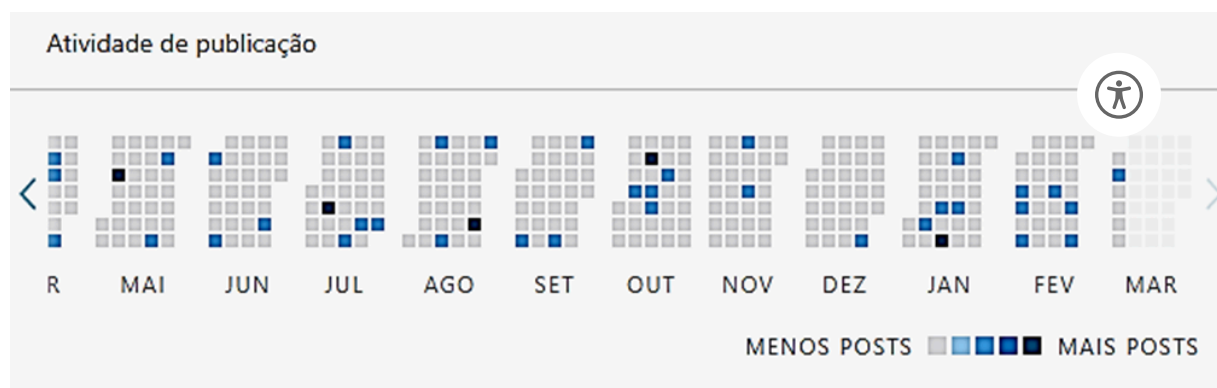 Atividade de publicação
R MAI JUN JUL AGO SET OUT NOV DEZ JAN FEV MAR
MENOS POSTS MAIS POSTS